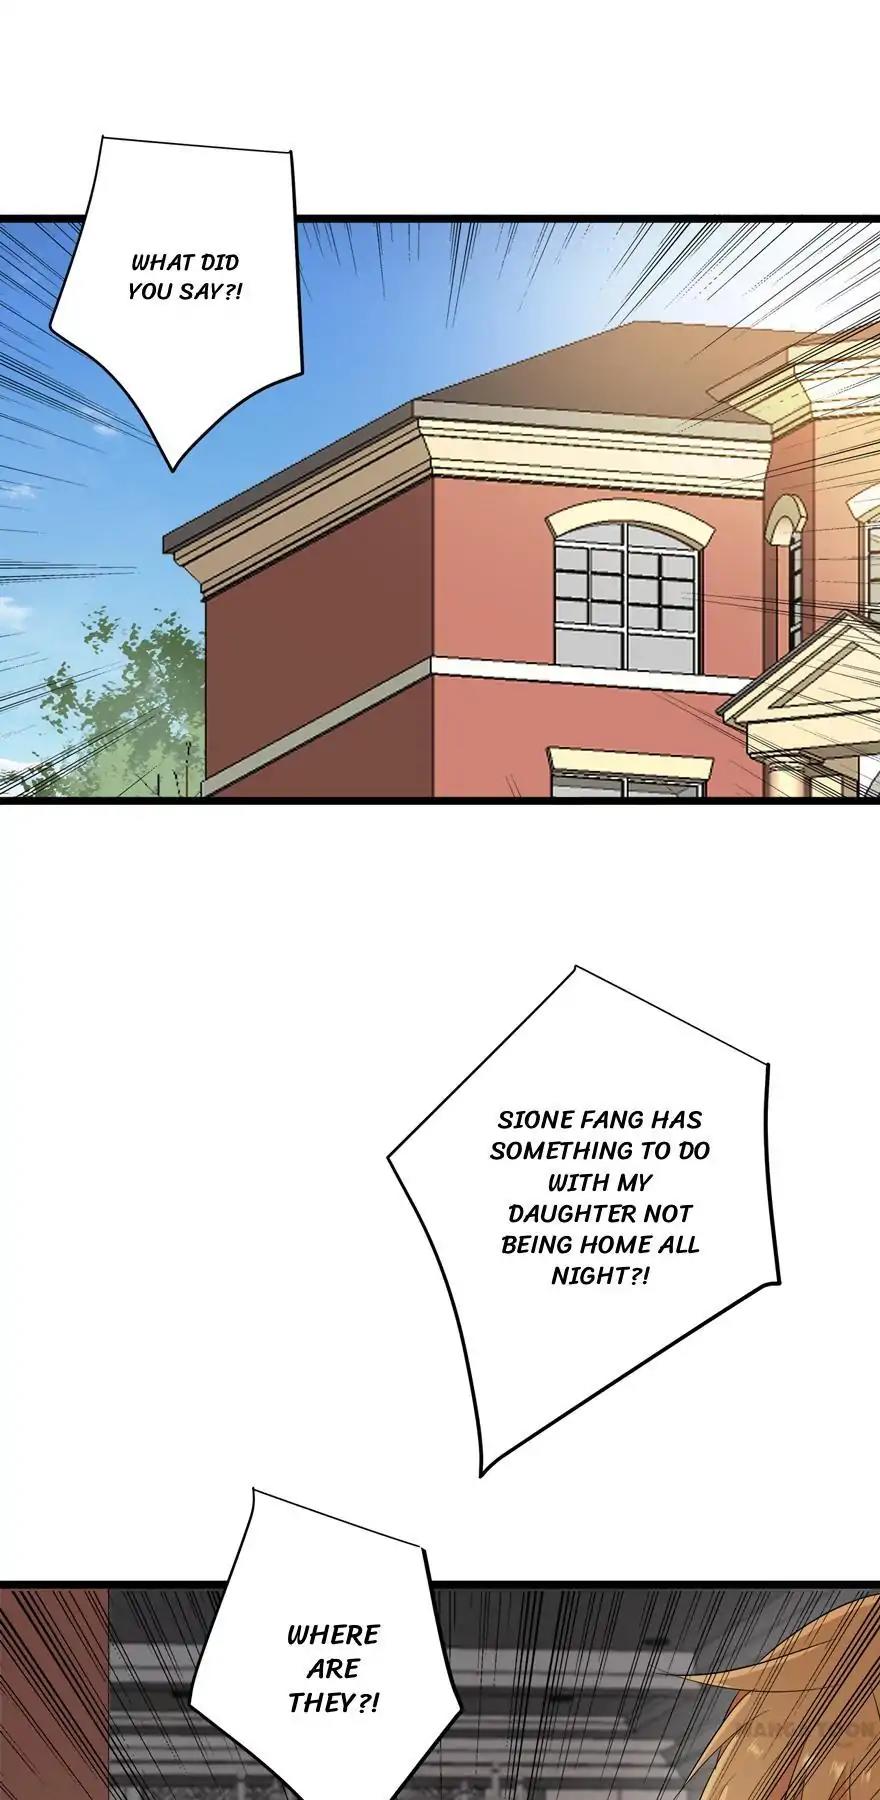 WHAT DID
YOU SAY?!
SIONE FANG HAS
SOMETHING TO DO
WITH MY
DAUGHTER NOT
BEING HOME ALL
NIGHT?!
WHERE
ARE
THEY?!
MANGATOON